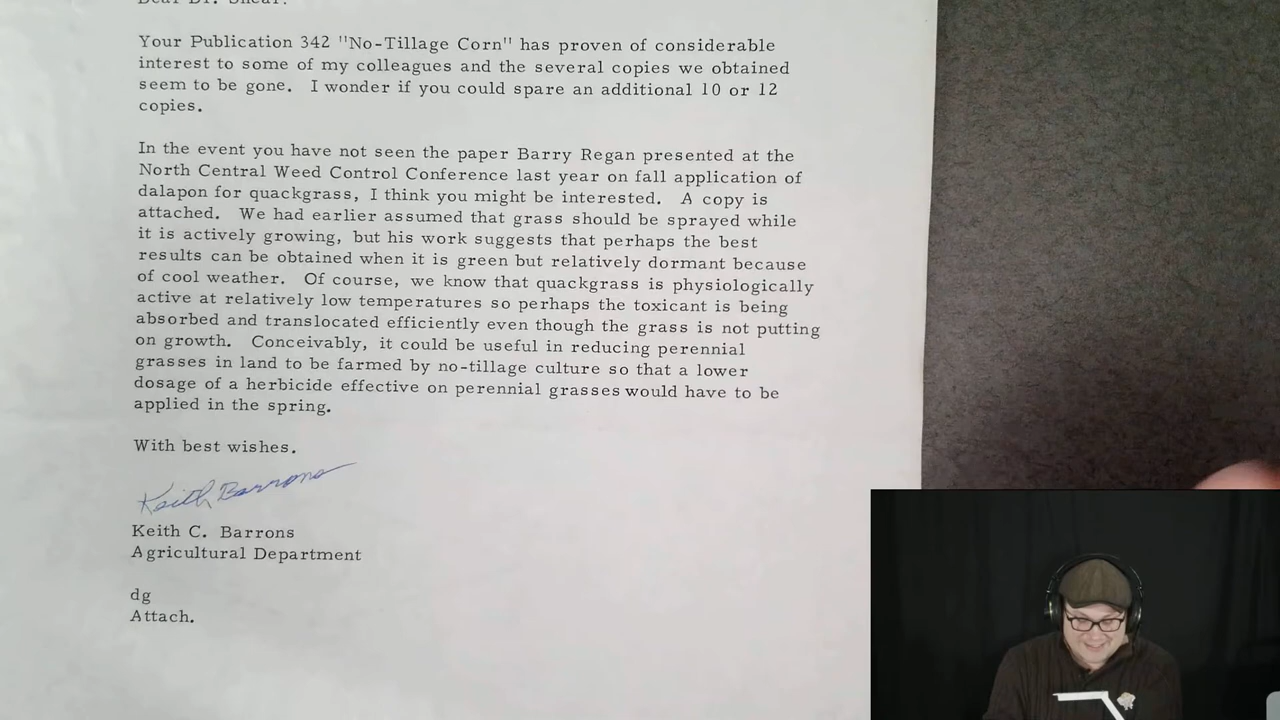 Dear Dr. Shear:
Your Publication 342 "No-Tillage Corn" has proven of considerable
interest to some of my colleagues and the several copies we obtained
seem to be gone.  I wonder if you could spare an additional 10 or 12
copies.
In the event you have not seen the paper Barry Regan presented at the
North Central Weed Control Conference last year on fall application of
dalapon for quackgrass, I think you might be interested.  A copy is
attached.  We had earlier assumed that grass should be sprayed while
it is actively growing, but his work suggests that perhaps the best
results can be obtained when it is green but relatively dormant because
of cool weather.  Of course, we know that quackgrass is physiologically
active at relatively low temperatures so perhaps the toxicant is being
absorbed and translocated efficiently even though the grass is not putting
on growth.  Conceivably, it could be useful in reducing perennial
grasses in land to be farmed by no-tillage culture so that a lower
dosage of a herbicide effective on perennial grasses would have to be
applied in the spring.
With best wishes.
Keith Barrons
Keith C. Barrons
Agricultural Department
dg
Attach.